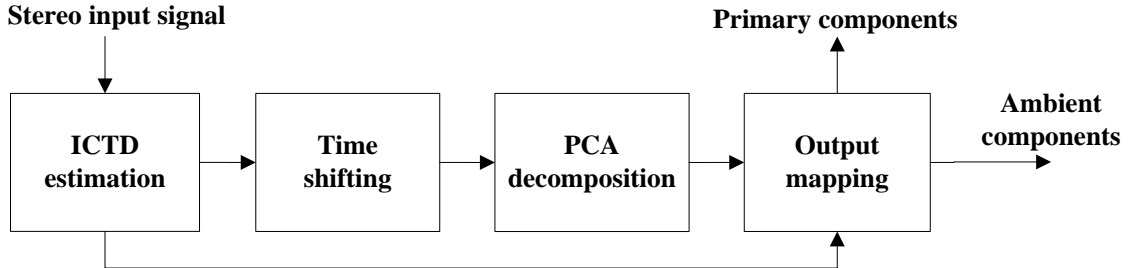 Stereo input signal
Primary components
Ambient
components
ICTD
estimation
Time
shifting
PCA
decomposition
Output
mapping